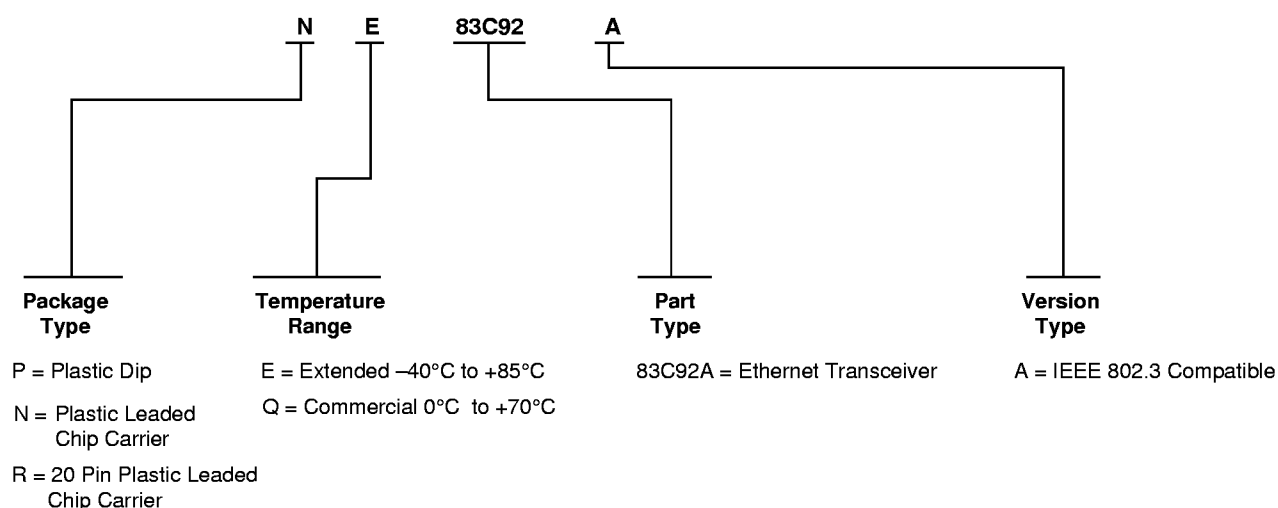 N E 83C92 A
Package
Type
P = Plastic Dip
N = Plastic Leaded
Chip Carrier
R = 20 Pin Plastic Leaded
Chip Carrier
Temperature
Range
E = Extended –40°C to +85°C
Q = Commercial 0°C to +70°C
Part
Type
83C92A = Ethernet Transceiver
Version
Type
A = IEEE 802.3 Compatible